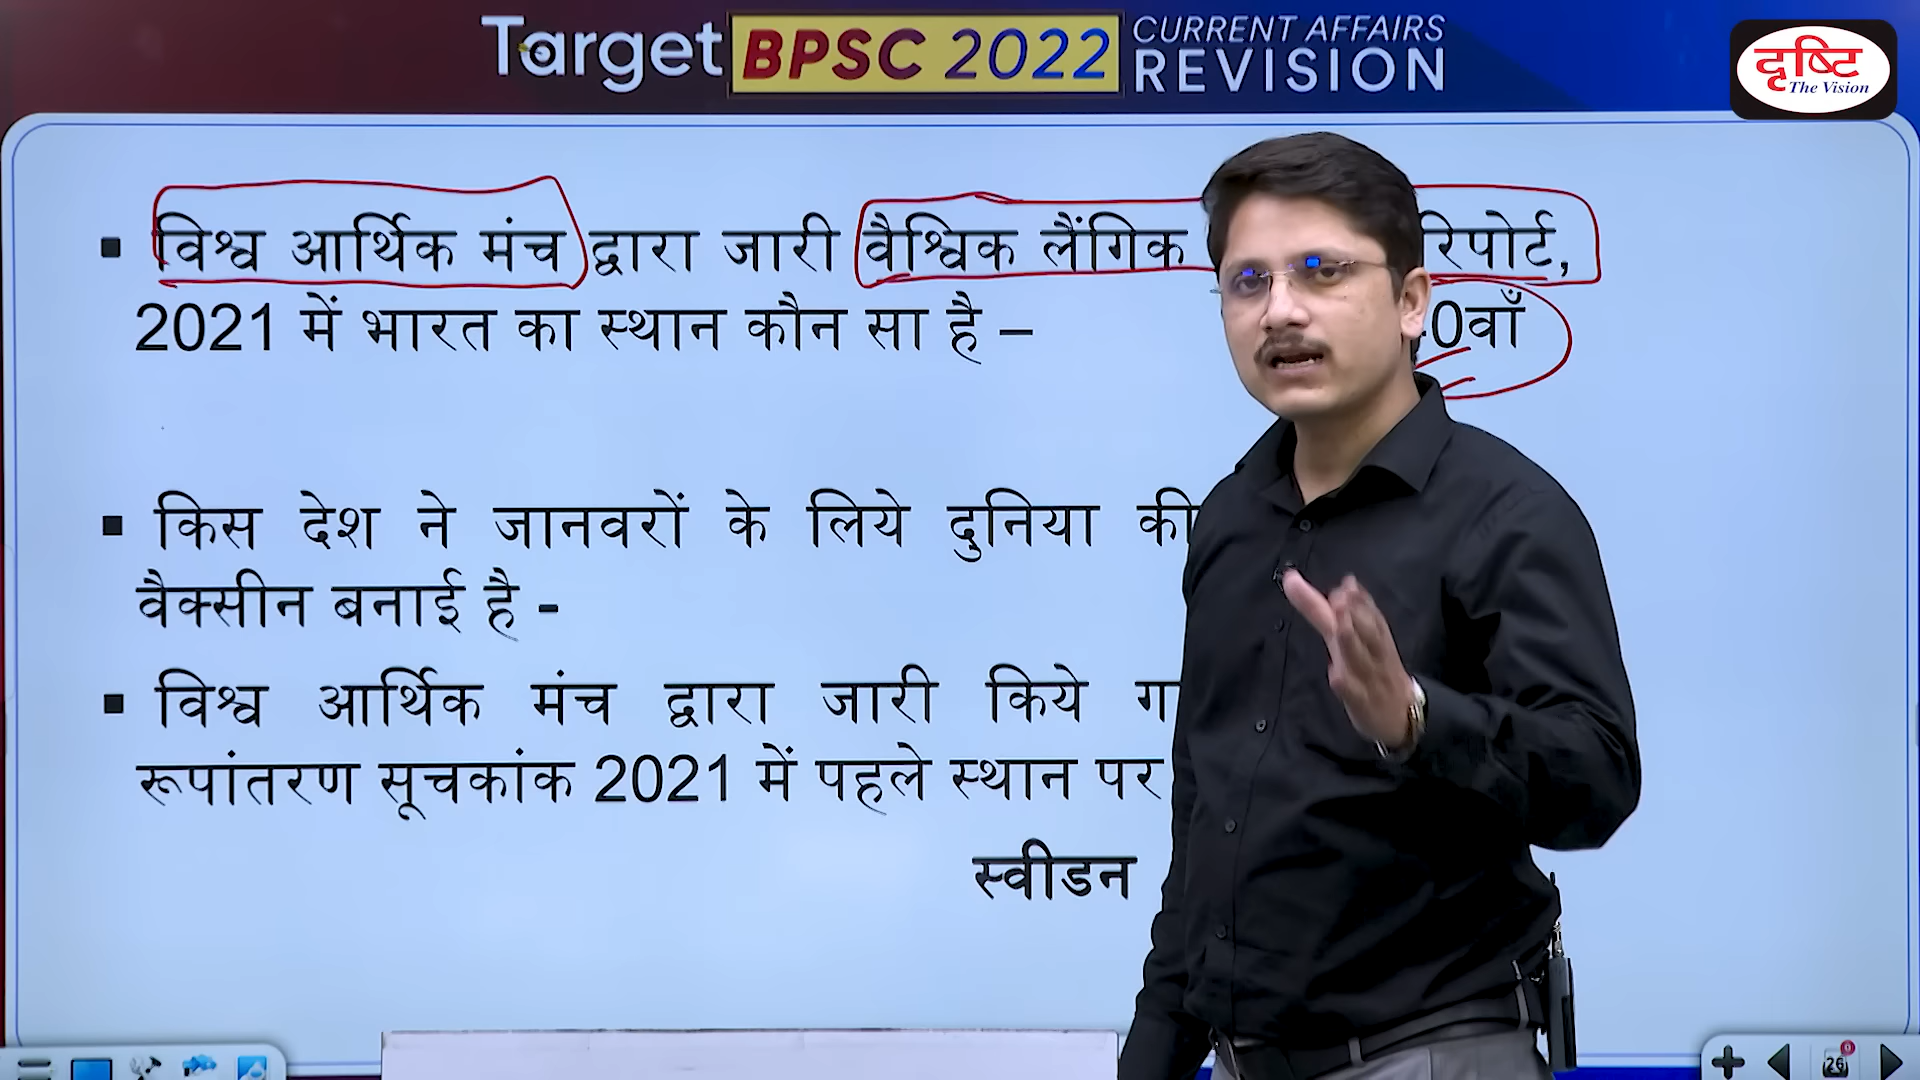 Target BPSC 2022 CURRENT AFFAIRS
REVISION
दृष्टि
The Vision
▪ विश्व आर्थिक मंच द्वारा जारी वैश्विक लैंगिक रिपोर्ट,
2021 में भारत का स्थान कौन सा है – 0वाँ
▪ किस देश ने जानवरों के लिये दुनिया की
वैक्सीन बनाई है -
▪ विश्व आर्थिक मंच द्वारा जारी किये
रूपांतरण सूचकांक 2021 में पहले स्थान पर
स्वीडन
26